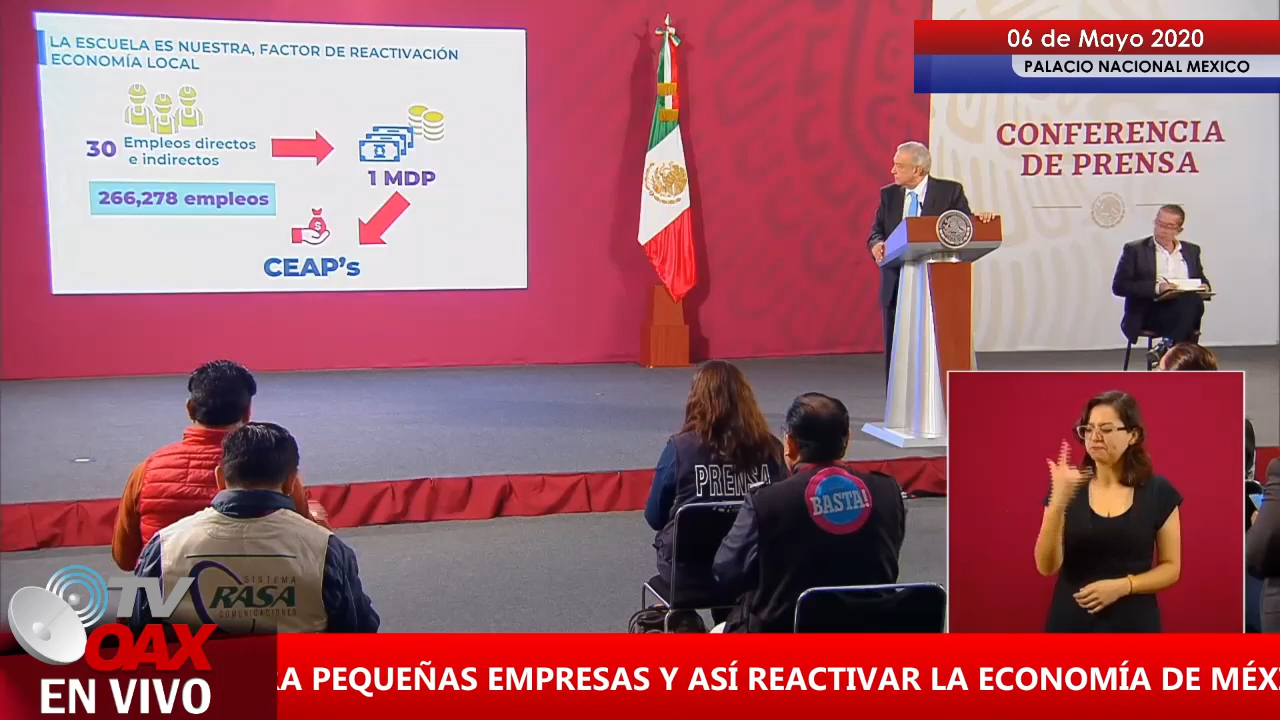 LA ESCUELA ES NUESTRA, FACTOR DE REACTIVACIÓN
ECONOMÍA LOCAL
30 Empleos directos
e indirectos
266,278 empleos
1 MDP
CEAP's
06 de Mayo 2020
PALACIO NACIONAL MEXICO
CONFERENCIA
DE PRENSA
PRENSA
BASTA!
SISTEMA
RASA
COMUNICACIONES
TV
OAX
EN VIVO
RA PEQUEÑAS EMPRESAS Y ASÍ REACTIVAR LA ECONOMÍA DE MÉX